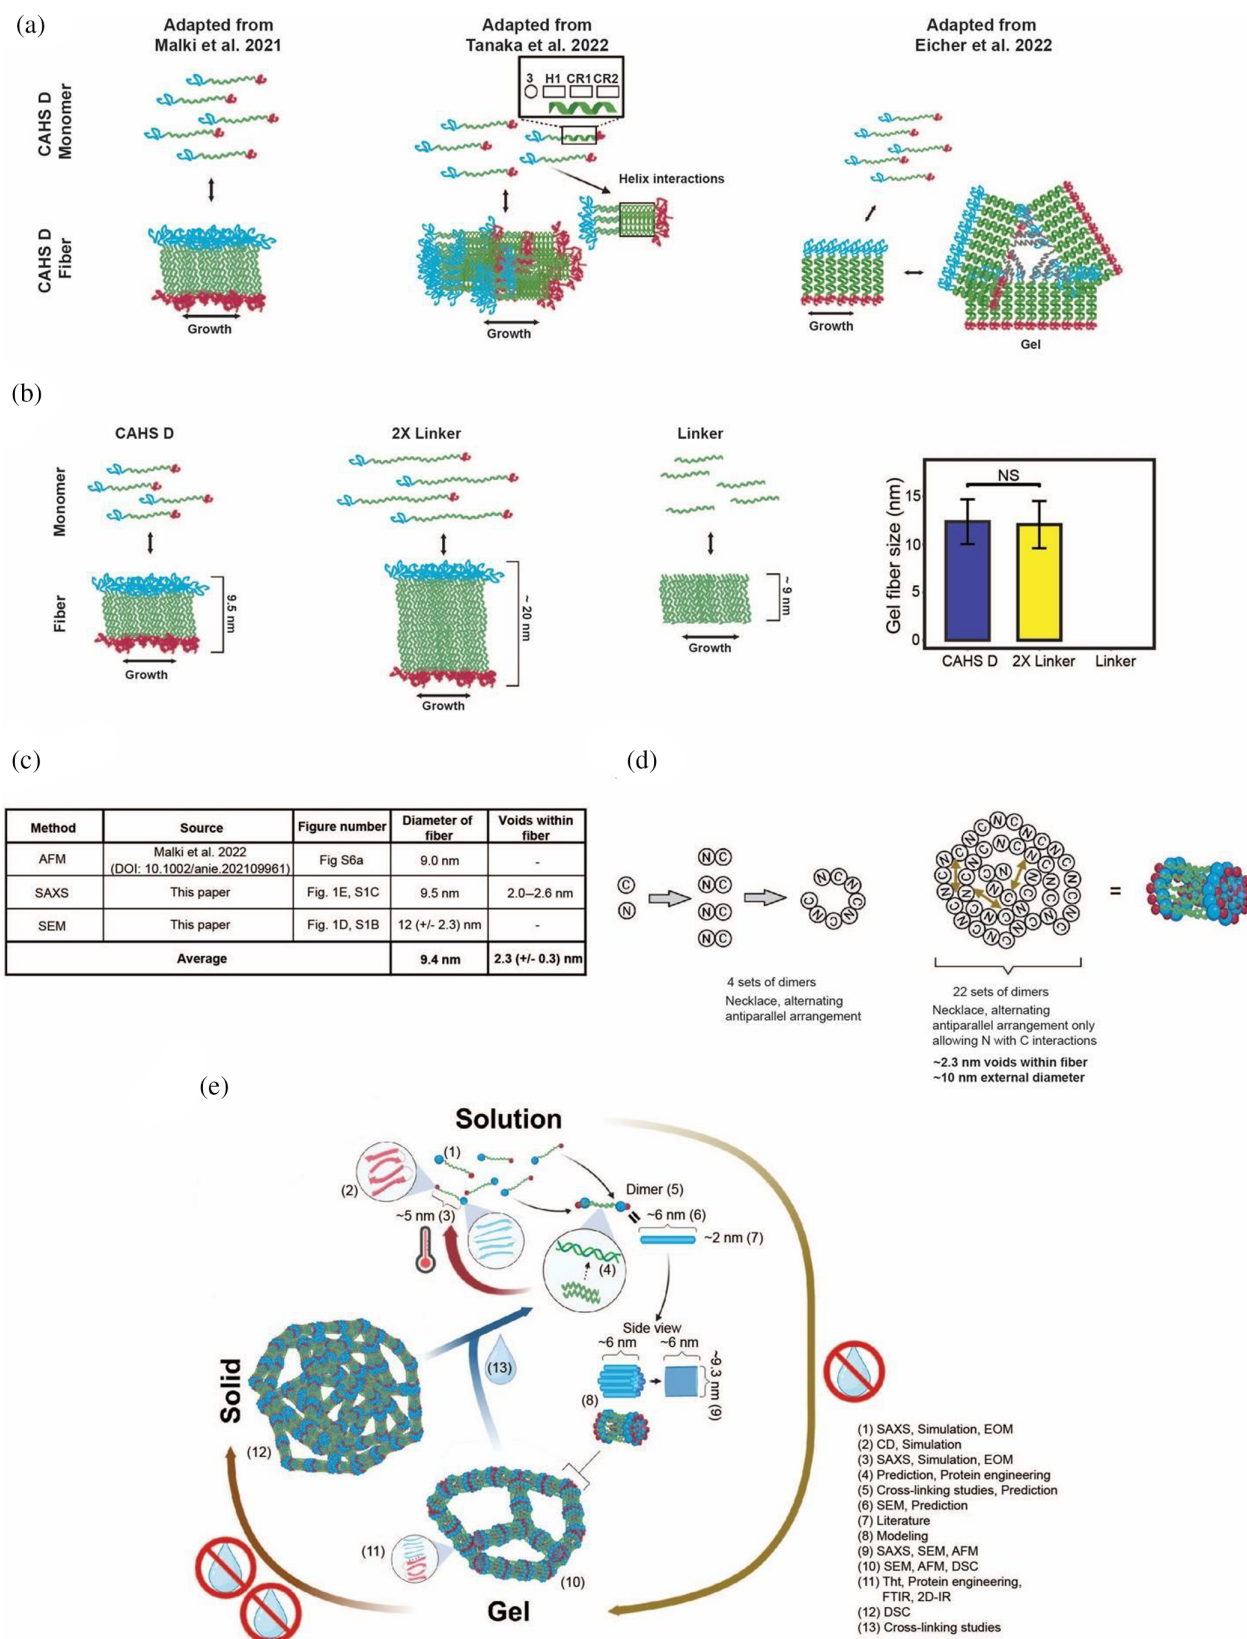 (a)
Adapted from
Malki et al. 2021
Adapted from
Tanaka et al. 2022
Adapted from
Eicher et al. 2022
CAHS D
Monomer
3 H1 CR1 CR2
Helix interactions
CAHS D
Fiber
Growth
Growth
Growth
Gel
(b)
CAHS D
2X Linker
Linker
Monomer
Fiber
9.5 nm
~ 20 nm
~ 9 nm
Growth
Growth
Growth
Gel fiber size (nm)
15
10
5
0
NS
CAHS D 2X Linker Linker
(c)
Method Source Figure number Diameter of fiber Voids within fiber
AFM Malki et al. 2022 (DOI: 10.1002/anie.202109961) Fig S6a 9.0 nm -
SAXS This paper Fig. 1E, S1C 9.5 nm 2.0–2.6 nm
SEM This paper Fig. 1D, S1B 12 (+/- 2.3) nm -
Average 9.4 nm 2.3 (+/- 0.3) nm
(d)
C
N
N C
N C
N C
N C
=
4 sets of dimers
Necklace, alternating
antiparallel arrangement
22 sets of dimers
Necklace, alternating
antiparallel arrangement only
allowing N with C interactions
~2.3 nm voids within fiber
~10 nm external diameter
(e)
Solution
(1)
(2)
~5 nm (3)
Dimer (5)
=
~6 nm (6)
~2 nm (7)
(4)
Side view
~6 nm ~6 nm
~9.3 nm (9)
(8)
(13)
Solid
(12)
(11)
(10)
Gel
(1) SAXS, Simulation, EOM
(2) CD, Simulation
(3) SAXS, Simulation, EOM
(4) Prediction, Protein engineering
(5) Cross-linking studies, Prediction
(6) SEM, Prediction
(7) Literature
(8) Modeling
(9) SAXS, SEM, AFM
(10) SEM, AFM, DSC
(11) Tht, Protein engineering,
FTIR, 2D-IR
(12) DSC
(13) Cross-linking studies